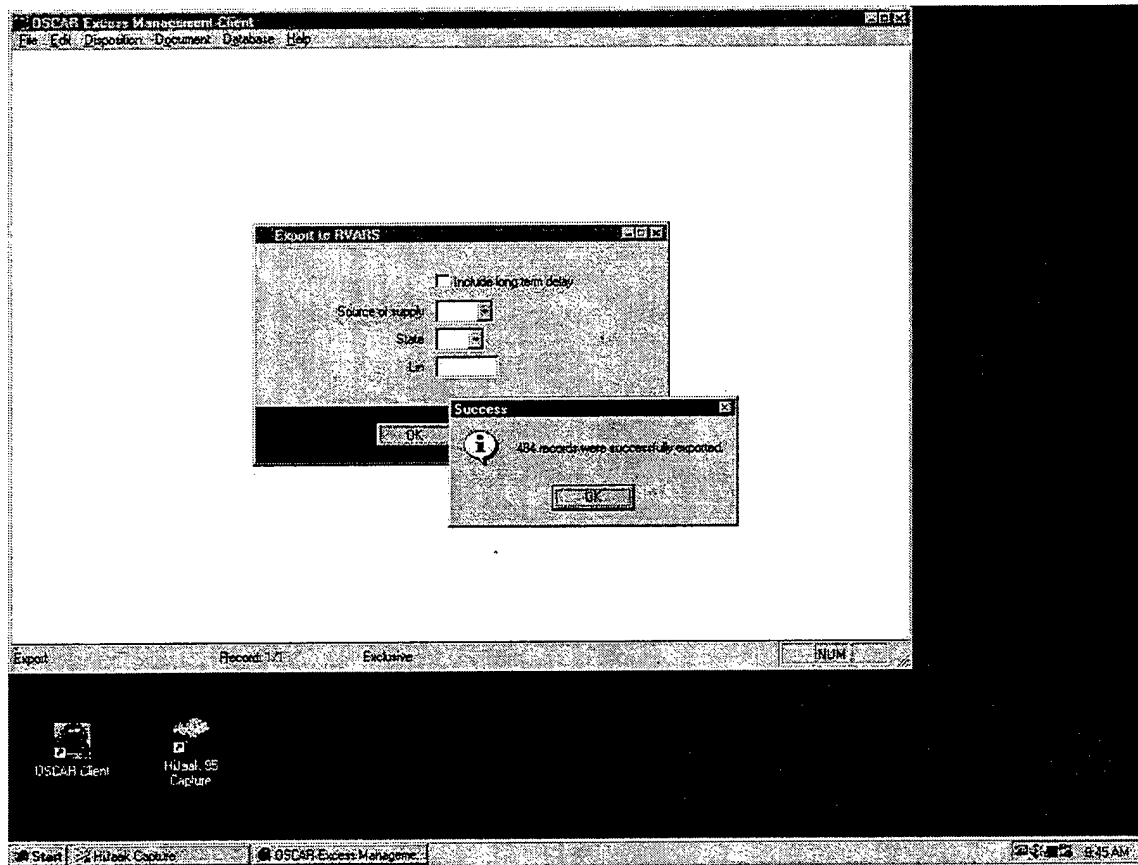 OSCAR Excess Management Client
File Edit Disposition Document Database Help
Export to RVARS
Include long term delay
Source of supply
State
Lin
OK
Success
484 records were successfully exported.
OK
Export Record: 1/1 Exclusive NUM
OSCAR Client
HiJaak 95
Capture
Start HiJaak Capture OSCAR Excess Manageme... 8:45 AM